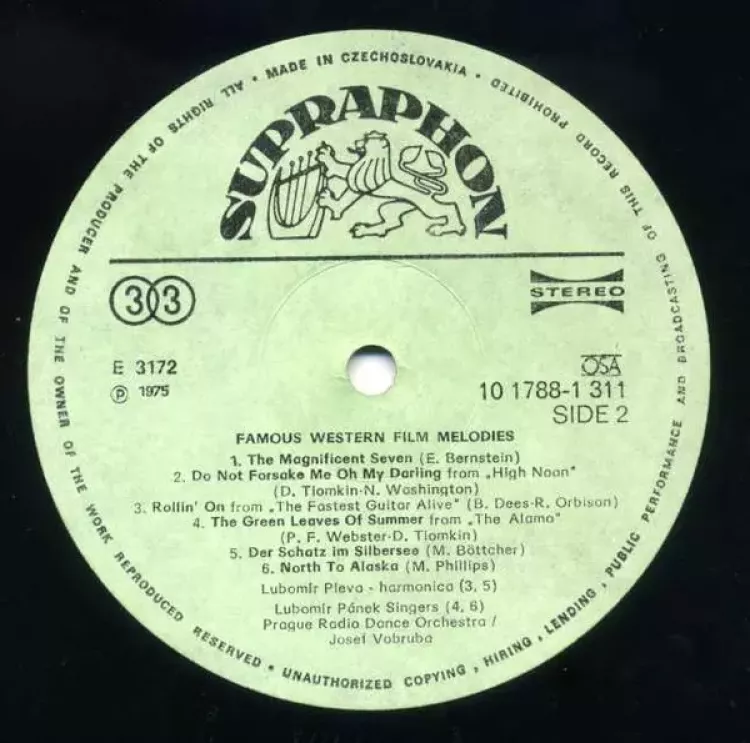 ALL RIGHTS OF THE PRODUCER AND OF THE OWNER OF THE WORK REPRODUCED RESERVED • UNAUTHORIZED COPYING, HIRING, LENDING, PUBLIC PERFORMANCE AND BROADCASTING OF THIS RECORD PROHIBITED • MADE IN CZECHOSLOVAKIA •
SUPRAPHON
33
STEREO
E 3172
℗ 1975
OSA
10 1788-1 311
SIDE 2
FAMOUS WESTERN FILM MELODIES
1. The Magnificent Seven (E. Bernstein)
2. Do Not Forsake Me Oh My Darling from „High Noon"
(D. Tiomkin-N. Washington)
3. Rollin' On from „The Fastest Guitar Alive" (B. Dees-R. Orbison)
4. The Green Leaves Of Summer from „The Alamo"
(P. F. Webster-D. Tiomkin)
5. Der Schatz im Silbersee (M. Böttcher)
6. North To Alaska (M. Phillips)
Lubomír Pleva - harmonica (3, 5)
Lubomír Pánek Singers (4, 6)
Prague Radio Dance Orchestra /
Josef Vobruba